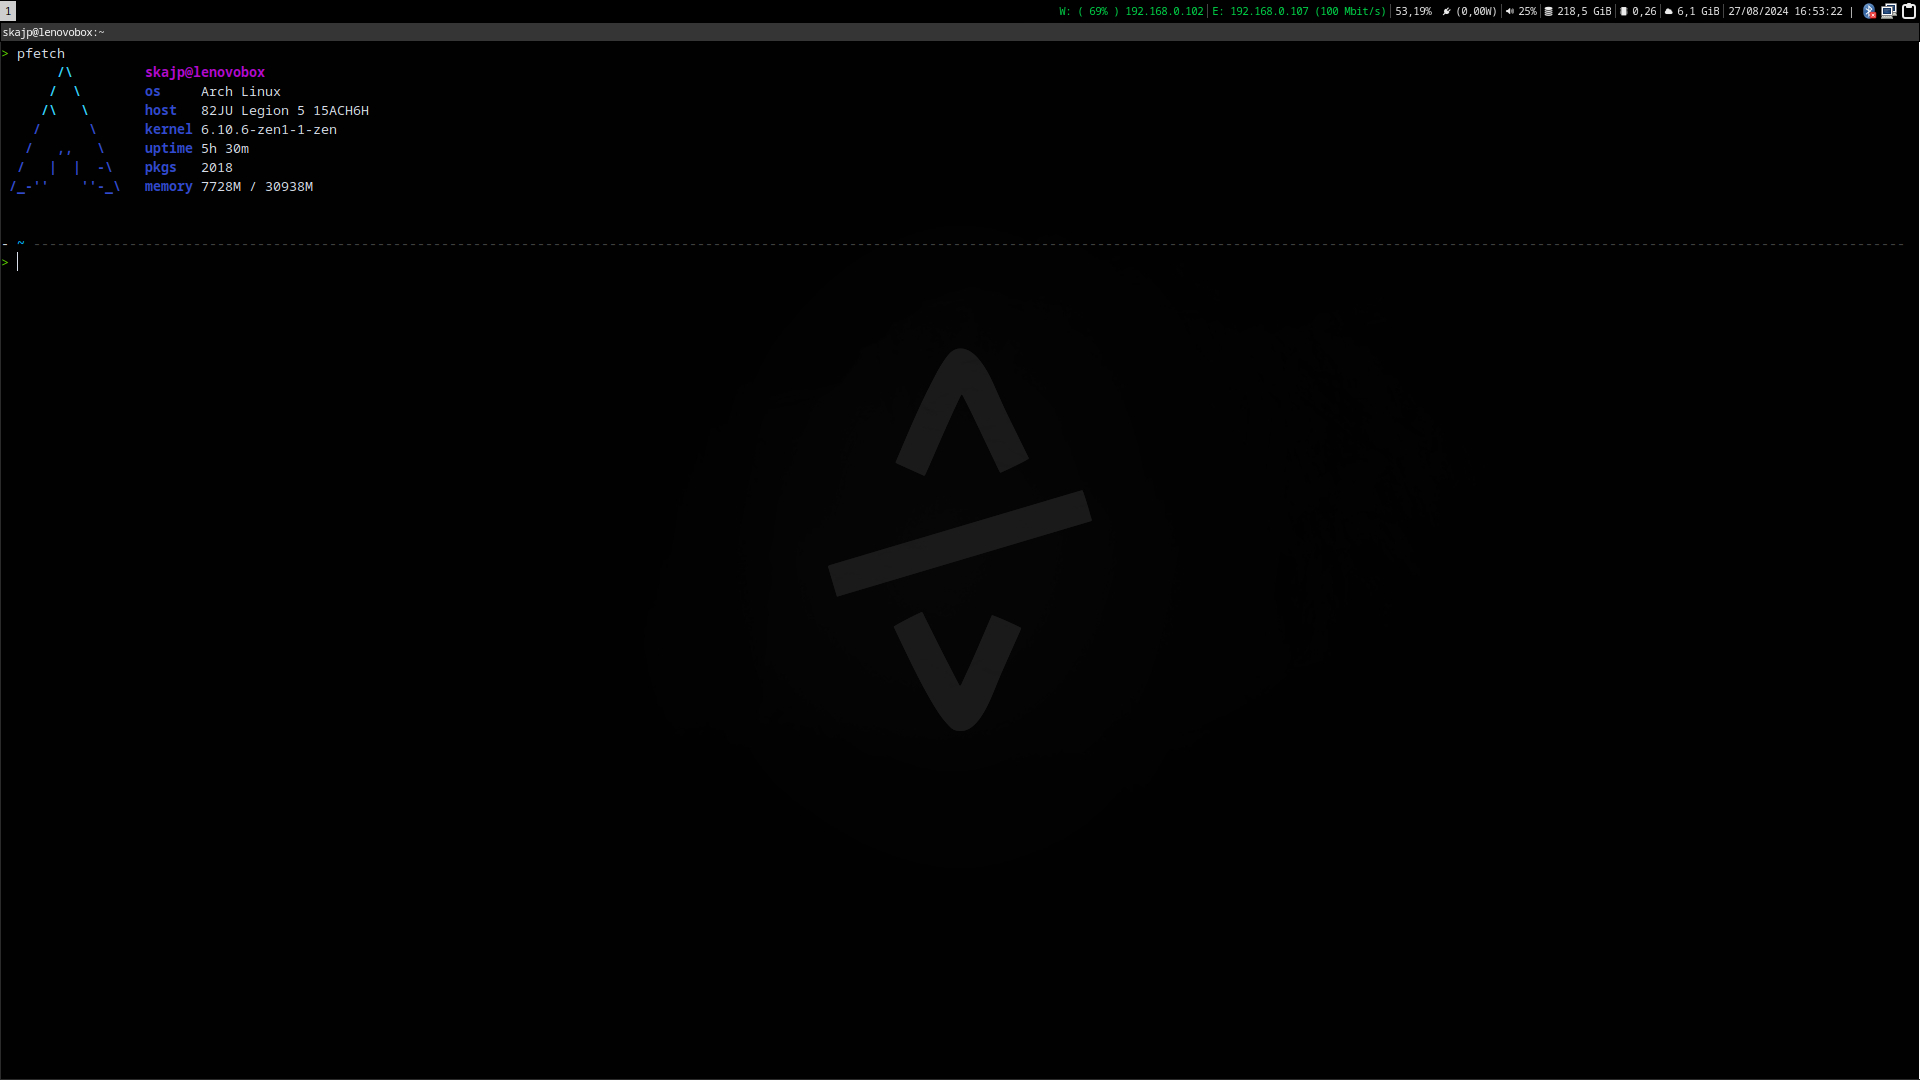 1 W: ( 69% ) 192.168.0.102 E: 192.168.0.107 (100 Mbit/s) 53,19% (0,00W) 25% 218,5 GiB 0,26 6,1 GiB 27/08/2024 16:53:22 |
skajp@lenovobox:~
> pfetch
/\ skajp@lenovobox
/ \ os Arch Linux
/\ \ host 82JU Legion 5 15ACH6H
/ \ kernel 6.10.6-zen1-1-zen
/ ,, \ uptime 5h 30m
/ | | -\ pkgs 2018
/_-'' ''-_\ memory 7728M / 30938M
- ~ ----------------------------------------------------------------
>